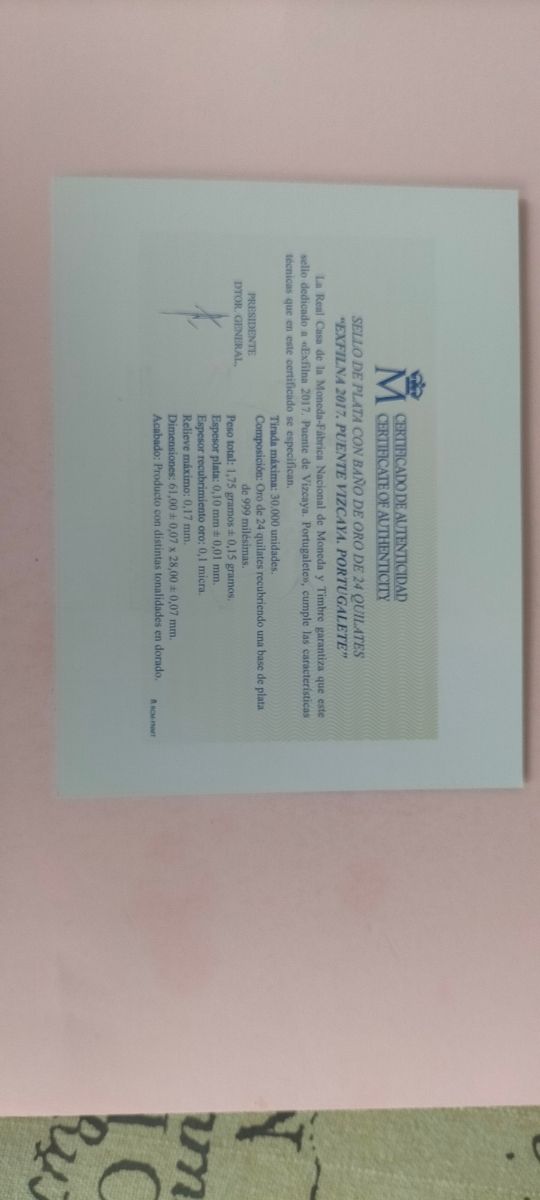 M
CERTIFICADO DE AUTENTICIDAD
CERTIFICATE OF AUTHENTICITY
SELLO DE PLATA CON BAÑO DE ORO DE 24 QUILATES
"EXFILNA 2017. PUENTE VIZCAYA. PORTUGALETE"
La Real Casa de la Moneda-Fábrica Nacional de Moneda y Timbre garantiza que este
sello dedicado a «Exfilna 2017. Puente de Vizcaya. Portugalete», cumple las características
técnicas que en este certificado se especifican.
PRESIDENTE
DTOR. GENERAL,
Tirada máxima: 30.000 unidades.
Composición: Oro de 24 quilates recubriendo una base de plata
de 999 milésimas.
Peso total: 1,75 gramos ± 0,15 gramos.
Espesor plata: 0,10 mm ± 0,01 mm.
Espesor recubrimiento oro: 0,1 micra.
Relieve máximo: 0,17 mm.
Dimensiones: 61,00 ± 0,07 x 28,00 ± 0,07 mm.
Acabado: Producto con distintas tonalidades en dorado.
RCM-FNMT